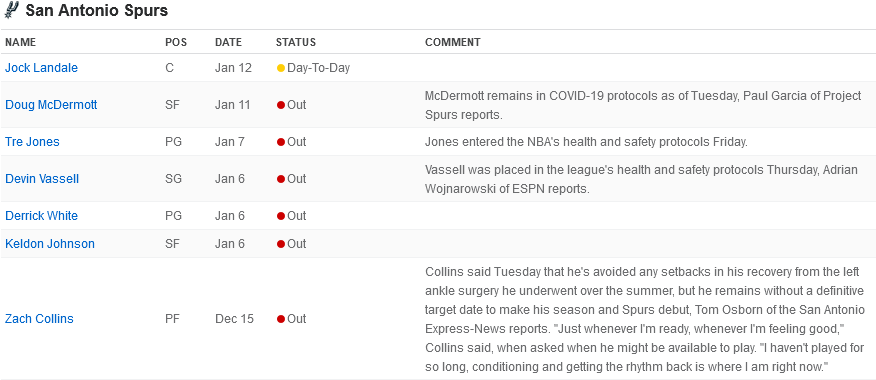 San Antonio Spurs
NAME POS DATE STATUS COMMENT
Jock Landale C Jan 12 Day-To-Day
Doug McDermott SF Jan 11 Out McDermott remains in COVID-19 protocols as of Tuesday, Paul Garcia of Project
Spurs reports.
Tre Jones PG Jan 7 Out Jones entered the NBA's health and safety protocols Friday.
Devin Vassell SG Jan 6 Out Vassell was placed in the league's health and safety protocols Thursday, Adrian
Wojnarowski of ESPN reports.
Derrick White PG Jan 6 Out
Keldon Johnson SF Jan 6 Out
Zach Collins PF Dec 15 Out Collins said Tuesday that he's avoided any setbacks in his recovery from the left
ankle surgery he underwent over the summer, but he remains without a definitive
target date to make his season and Spurs debut, Tom Osborn of the San Antonio
Express-News reports. "Just whenever I'm ready, whenever I'm feeling good,"
Collins said, when asked when he might be available to play. "I haven't played for
so long, conditioning and getting the rhythm back is where I am right now."